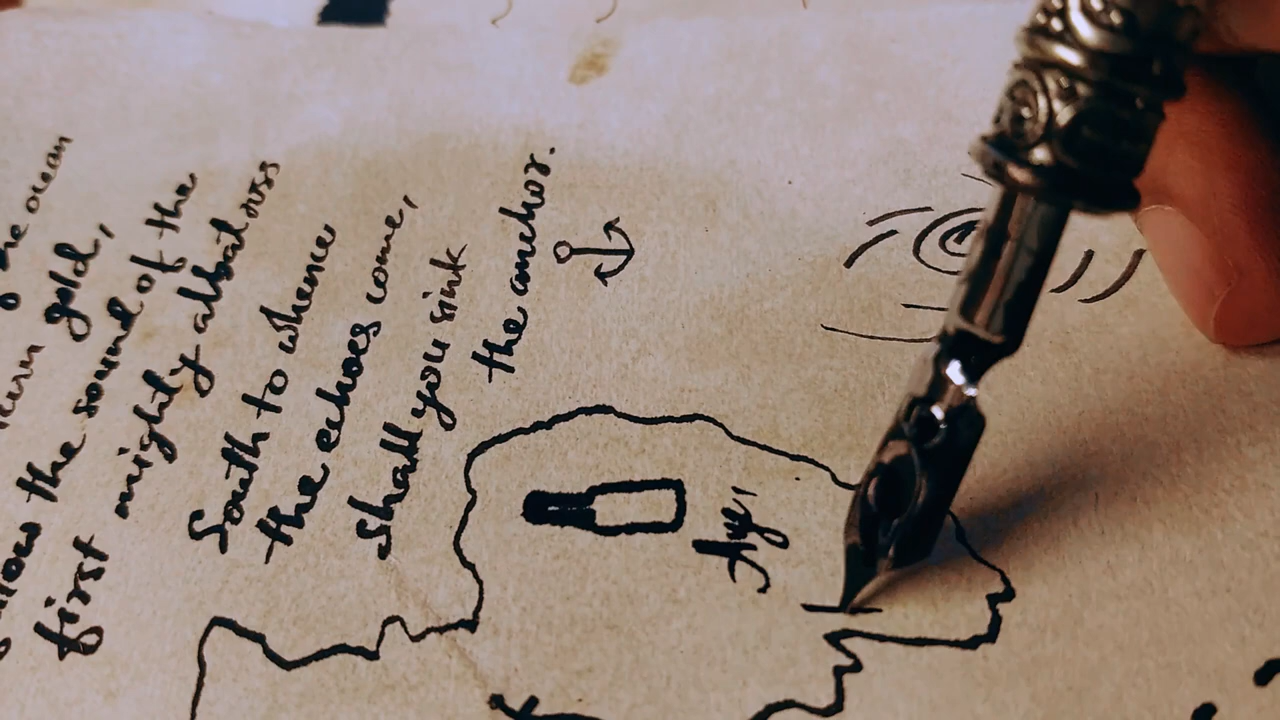 the ocean
gold,
the sound of the
first mighty albatross
South to whence
the echoes come,
shall you sink
the anchor.
Aye,